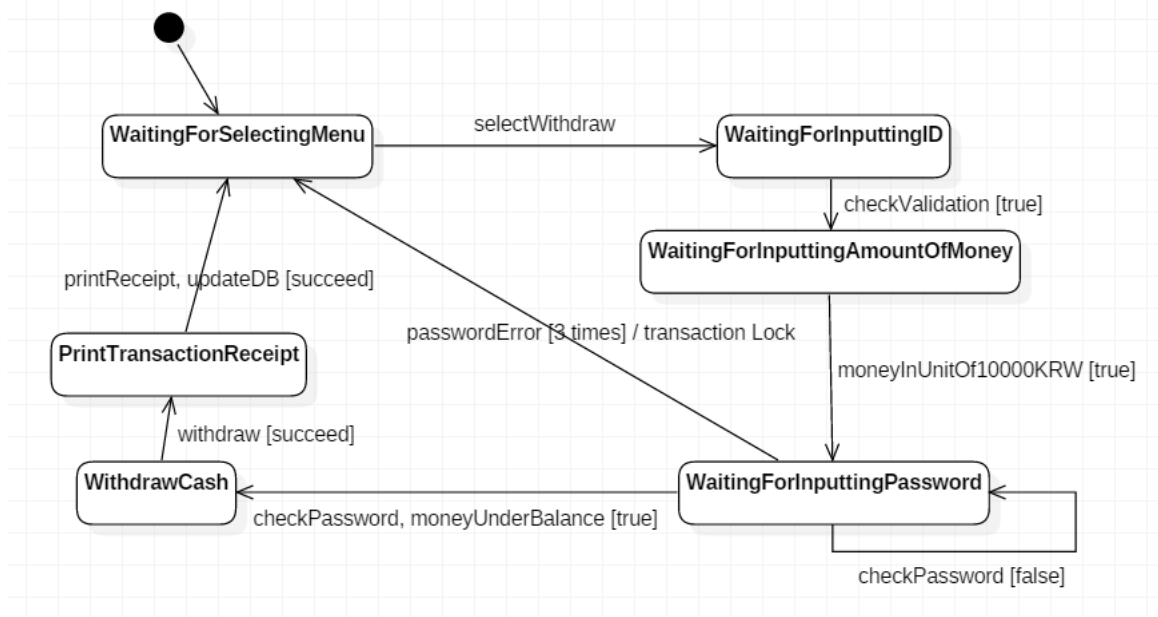 selectWithdraw
WaitingForSelectingMenu
WaitingForInputtingID
checkValidation [true]
WaitingForInputtingAmountOfMoney
printReceipt, updateDB [succeed]
passwordError [3 times] / transaction Lock
PrintTransactionReceipt
moneyInUnitOf10000KRW [true]
withdraw [succeed]
WithdrawCash
WaitingForInputtingPassword
checkPassword, moneyUnderBalance [true]
checkPassword [false]